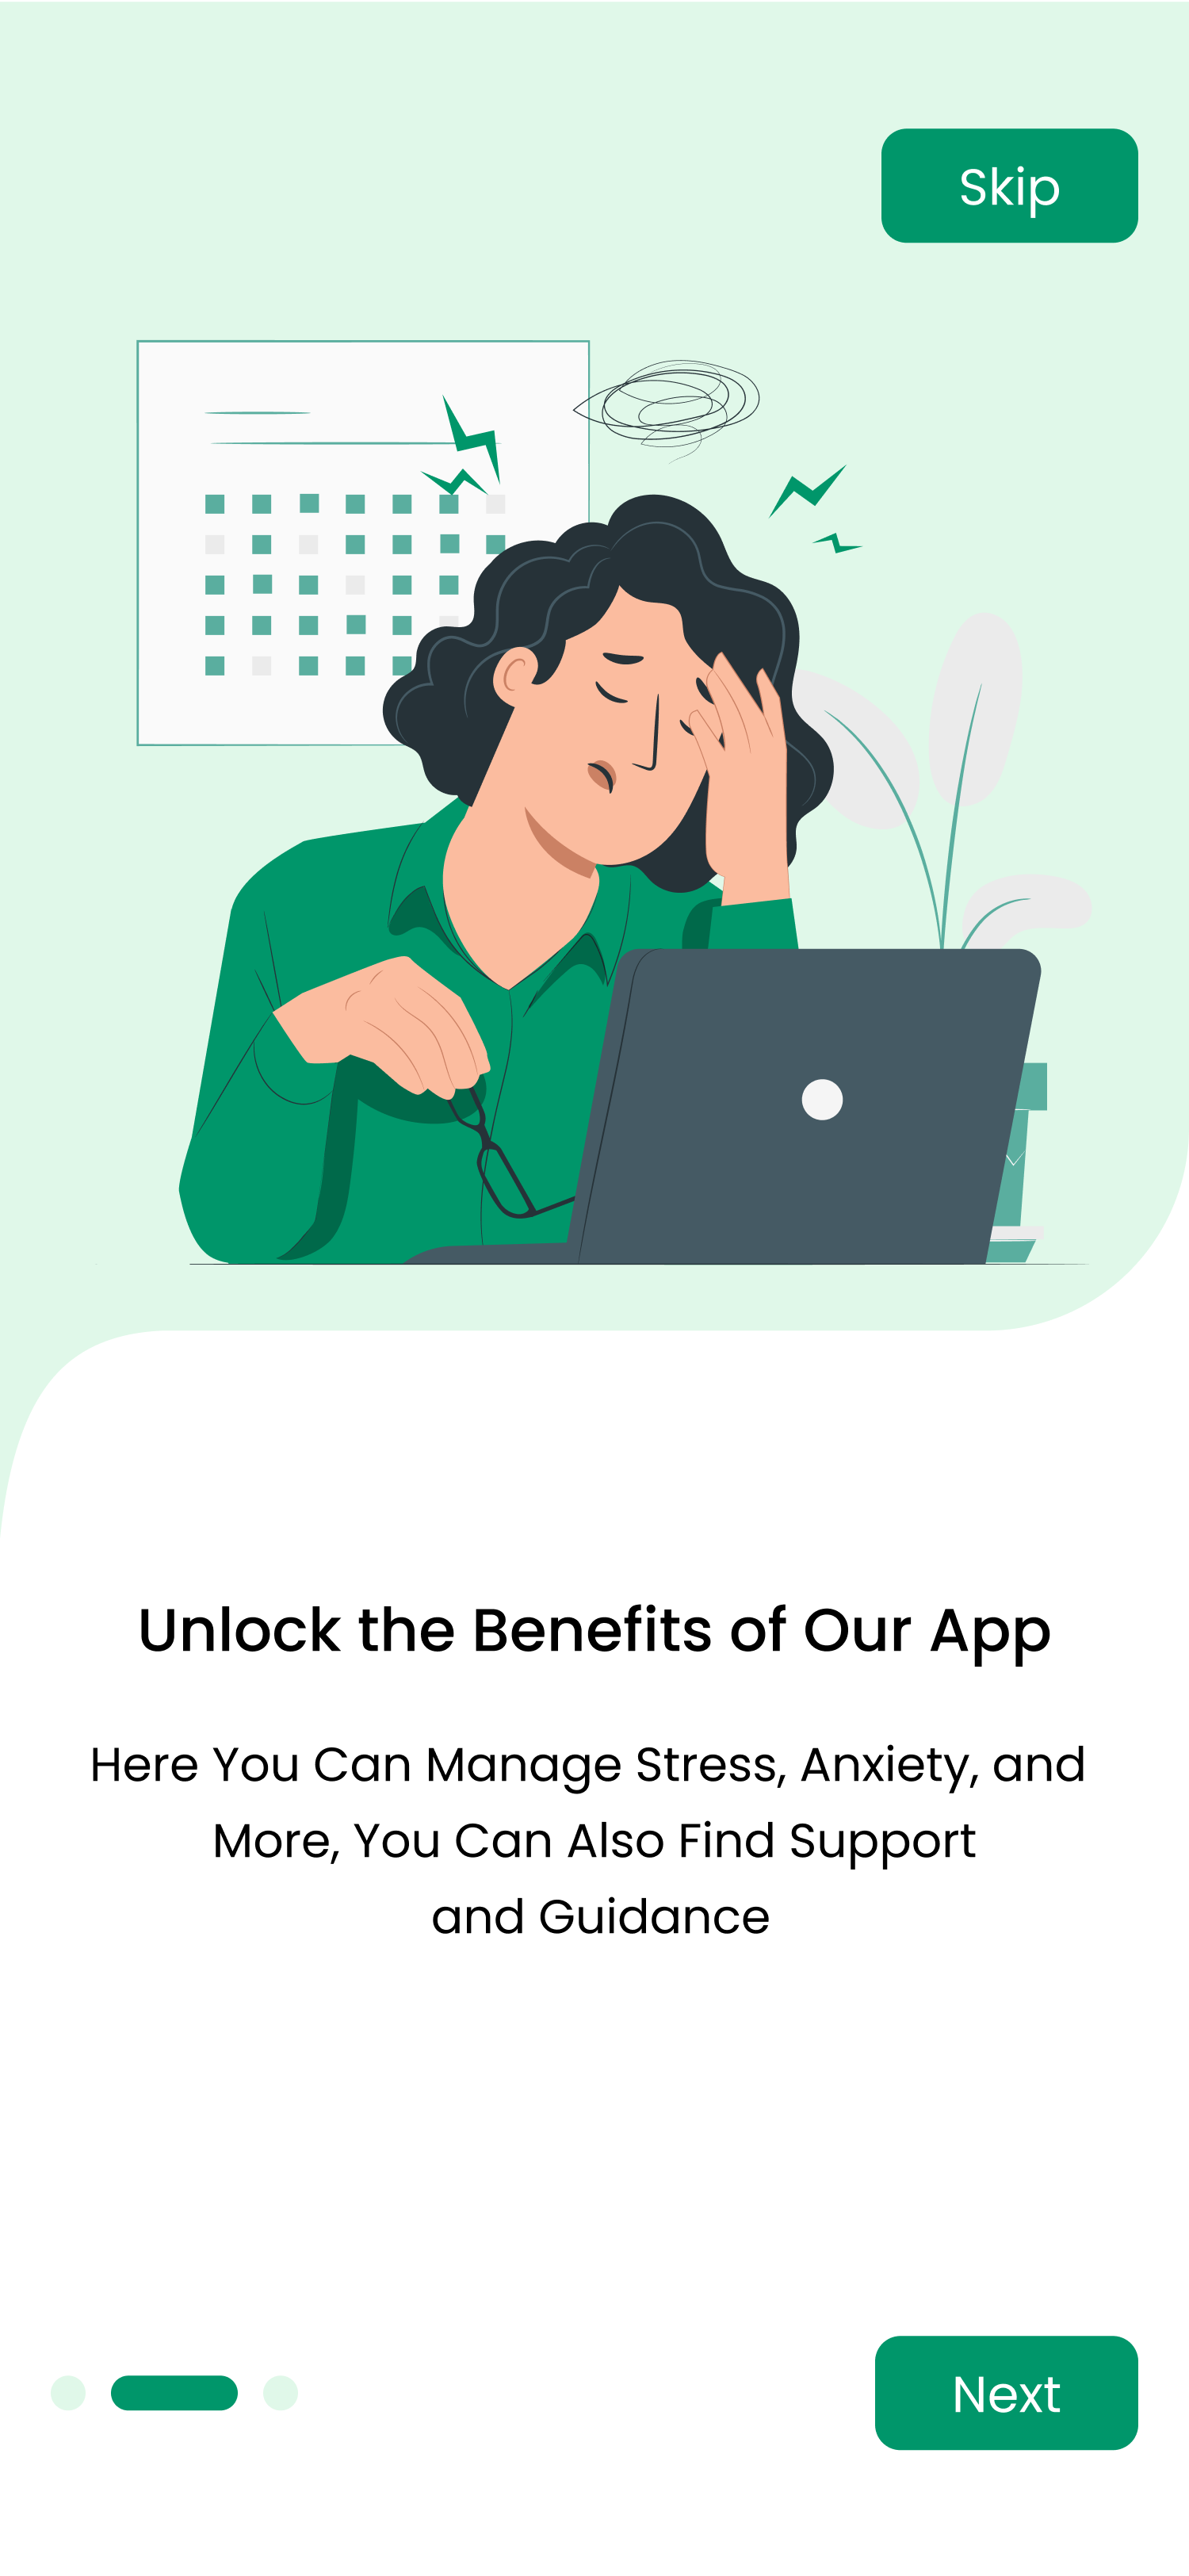 Skip
Unlock the Benefits of Our App
Here You Can Manage Stress, Anxiety, and
More, You Can Also Find Support
and Guidance
Next